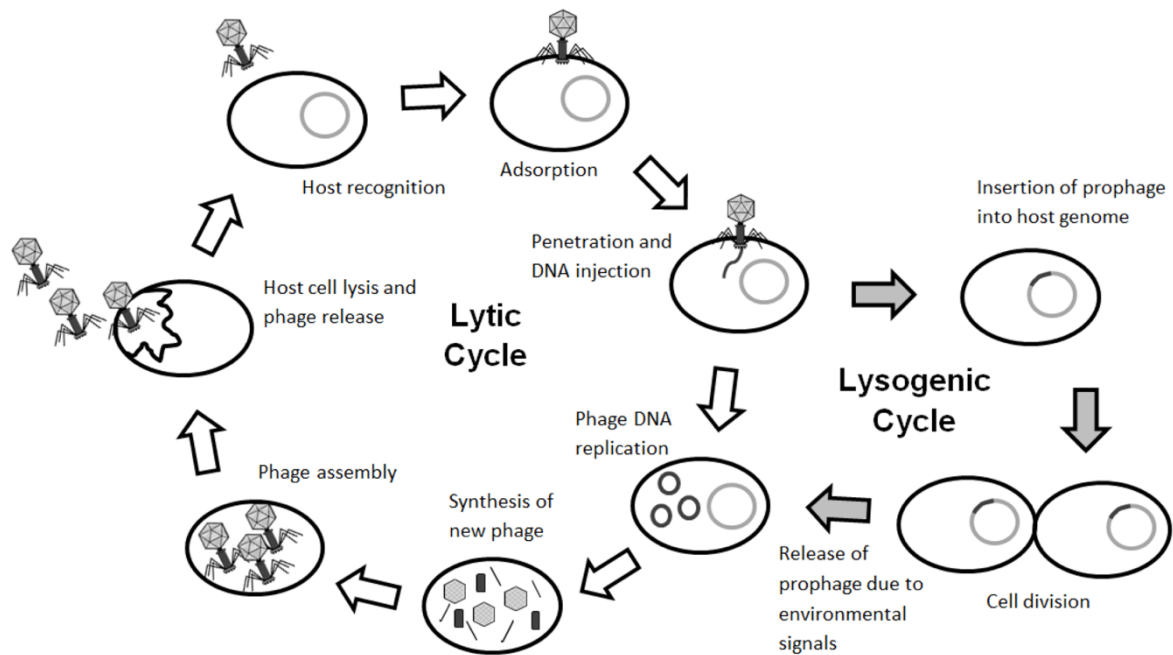 Host recognition
Adsorption
Penetration and
DNA injection
Insertion of prophage
into host genome
Host cell lysis and
phage release
Lytic
Cycle
Lysogenic
Cycle
Phage DNA
replication
Phage assembly
Synthesis of
new phage
Release of
prophage due to
environmental
signals
Cell division